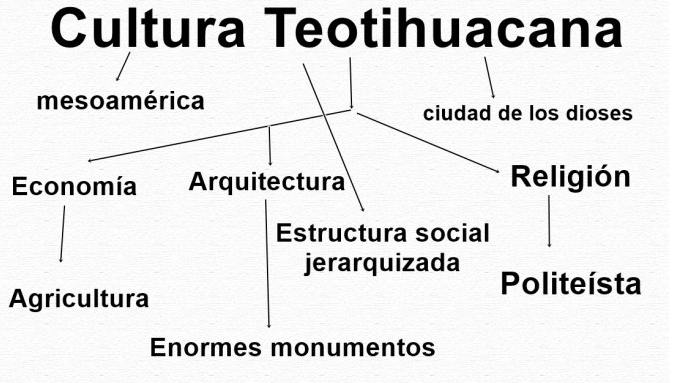 Cultura Teotihuacana
mesoamérica
ciudad de los dioses
Economía
Arquitectura
Religión
Estructura social
jerarquizada
Politeísta
Agricultura
Enormes monumentos